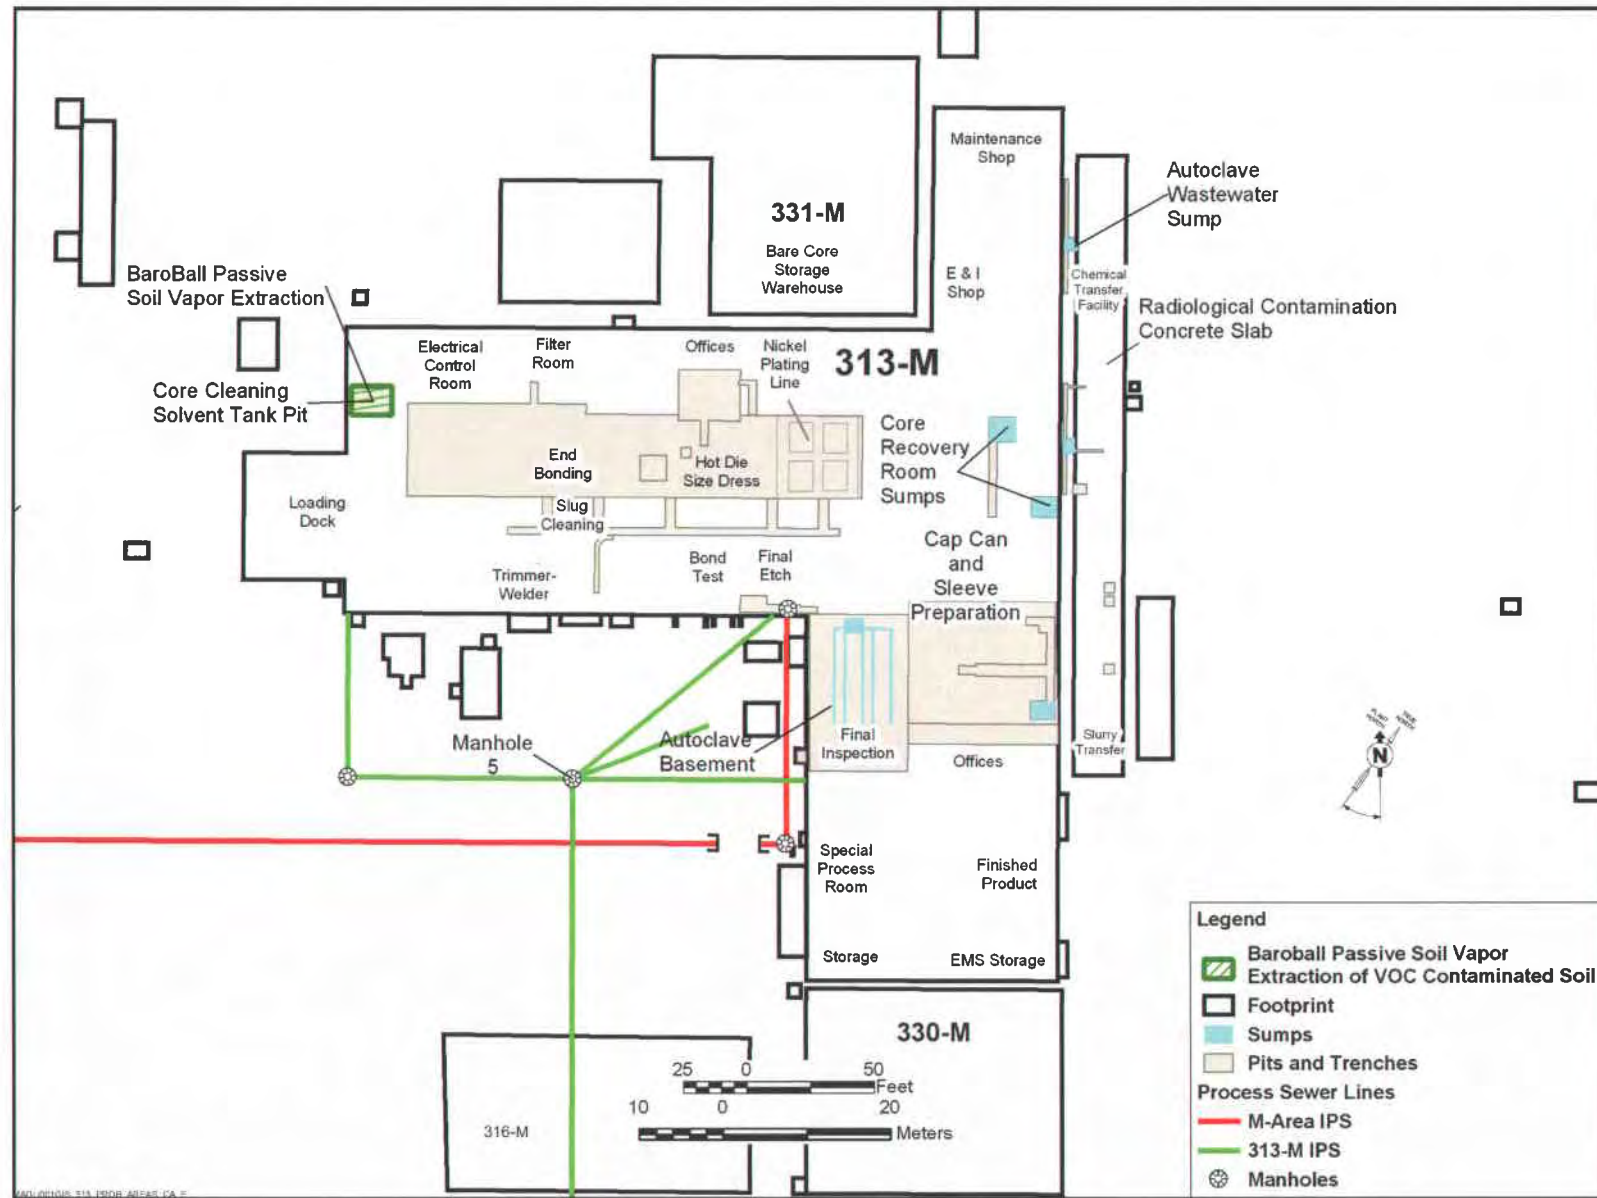 Maintenance
Shop
Autoclave
Wastewater
Sump
331-M
Bare Core
Storage
Warehouse
BaroBall Passive
Soil Vapor Extraction
E & I
Shop
Chemical
Transfer
Facility
Radiological Contamination
Concrete Slab
Electrical
Control
Room
Filter
Room
Offices
Nickel
Plating
Line
313-M
Core Cleaning
Solvent Tank Pit
Core
Recovery
Room
Sumps
End
Bonding
Hot Die
Size Dress
Loading
Dock
Slug
Cleaning
Cap Can
and
Sleeve
Preparation
Trimmer-
Welder
Bond
Test
Final
Etch
Manhole
5
Autoclave
Basement
Final
Inspection
Offices
Slurry
Transfer
N
Special
Process
Room
Finished
Product
Storage
EMS Storage
330-M
316-M
25 0 50
Feet
10 0 20
Meters
Legend
Baroball Passive Soil Vapor
Extraction of VOC Contaminated Soil
Footprint
Sumps
Pits and Trenches
Process Sewer Lines
M-Area IPS
313-M IPS
Manholes